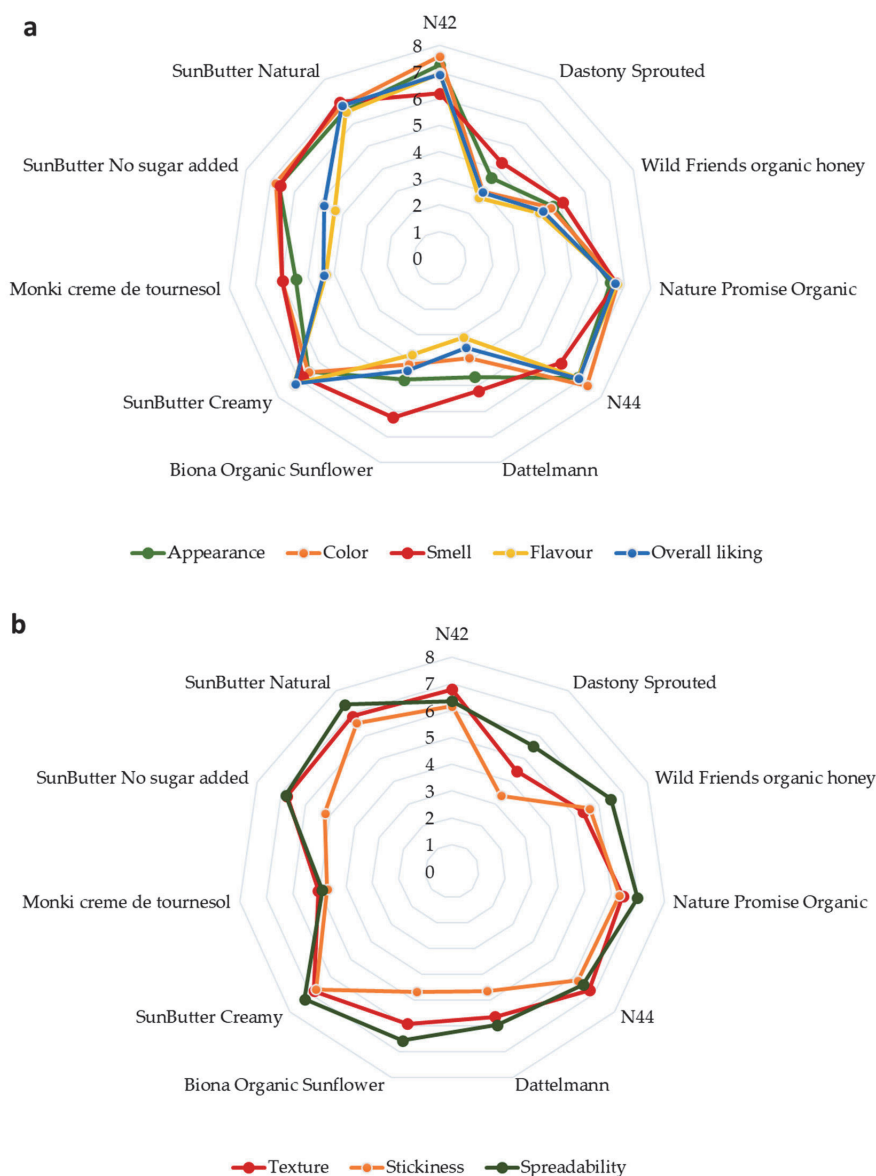 a
N42
8
SunButter Natural
Dastony Sprouted
7
6
5
SunButter No sugar added
4
Wild Friends organic honey
3
2
1
0
Monki creme de tournesol
Nature Promise Organic
SunButter Creamy
N44
Biona Organic Sunflower
Dattelmann
Appearance Color Smell Flavour Overall liking
b
N42
8
SunButter Natural
Dastony Sprouted
7
6
5
SunButter No sugar added
4
Wild Friends organic honey
3
2
1
0
Monki creme de tournesol
Nature Promise Organic
SunButter Creamy
N44
Biona Organic Sunflower
Dattelmann
Texture Stickiness Spreadability